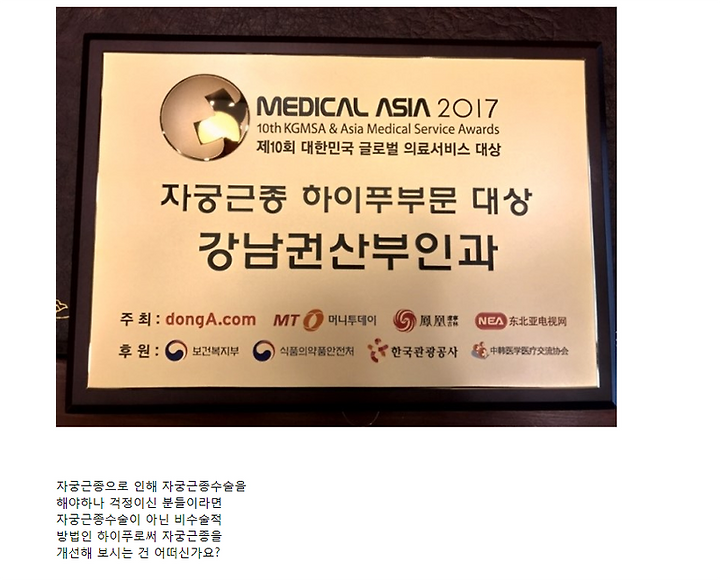 MEDICAL ASIA 2017
10th KGMSA & Asia Medical Service Awards
제10회 대한민국 글로벌 의료서비스 대상
자궁근종 하이푸부문 대상
강남권산부인과
주최 : dongA.com MT 머니투데이 鳳凰 NEA 东北亚电视网
후원 : 보건복지부 식품의약품안전처 한국관광공사 中韩医学医疗交流协会
자궁근종으로 인해 자궁근종수술을
해야하나 걱정이신 분들이라면
자궁근종수술이 아닌 비수술적
방법인 하이푸로써 자궁근종을
개선해 보시는 건 어떠신가요?